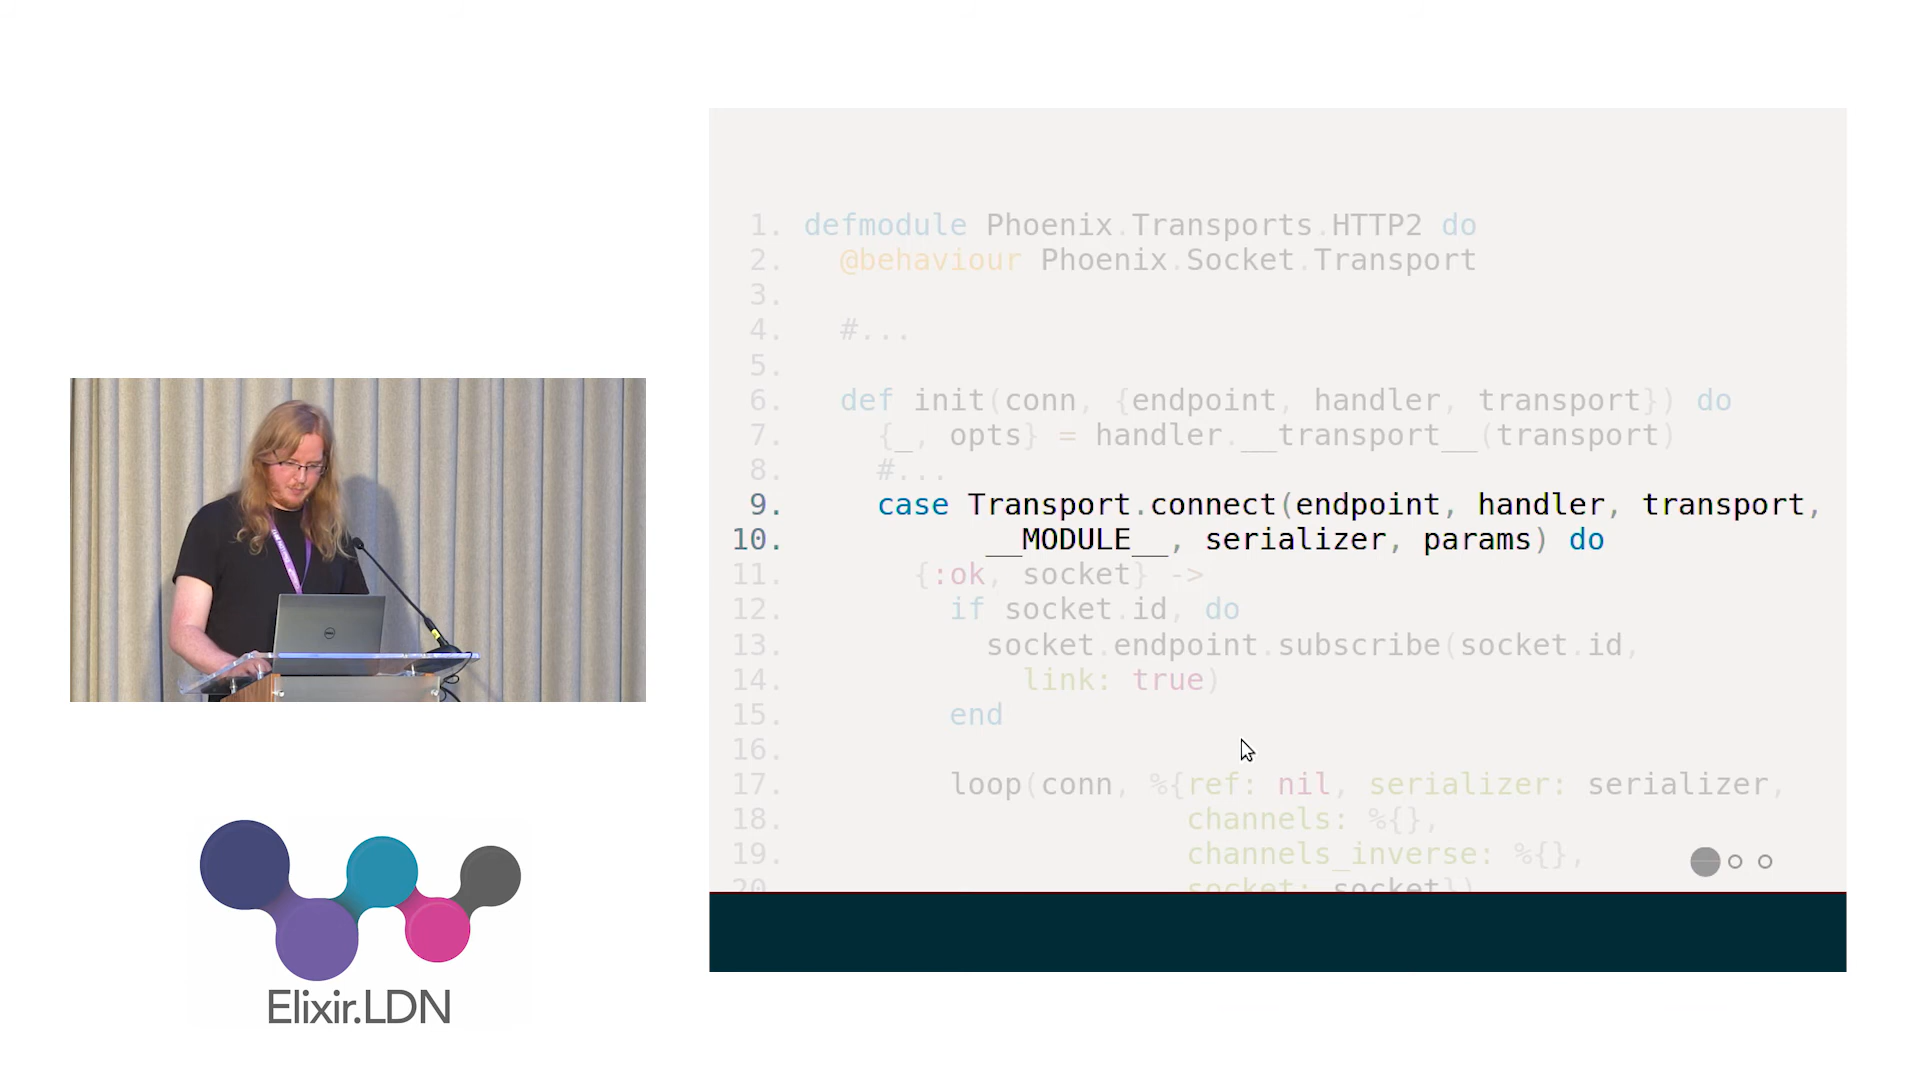 1. defmodule Phoenix.Transports.HTTP2 do
2.   @behaviour Phoenix.Socket.Transport
3.
4.   #...
5.
6.   def init(conn, {endpoint, handler, transport}) do
7.     {_, opts} = handler.__transport__(transport)
8.     #...
9.     case Transport.connect(endpoint, handler, transport,
10.           __MODULE__, serializer, params) do
11.       {:ok, socket} ->
12.         if socket.id, do
13.           socket.endpoint.subscribe(socket.id,
14.             link: true)
15.         end
16.
17.         loop(conn, %{ref: nil, serializer: serializer,
18.                      channels: %{},
19.                      channels_inverse: %{},
20.                      socket: socket})
Elixir.LDN